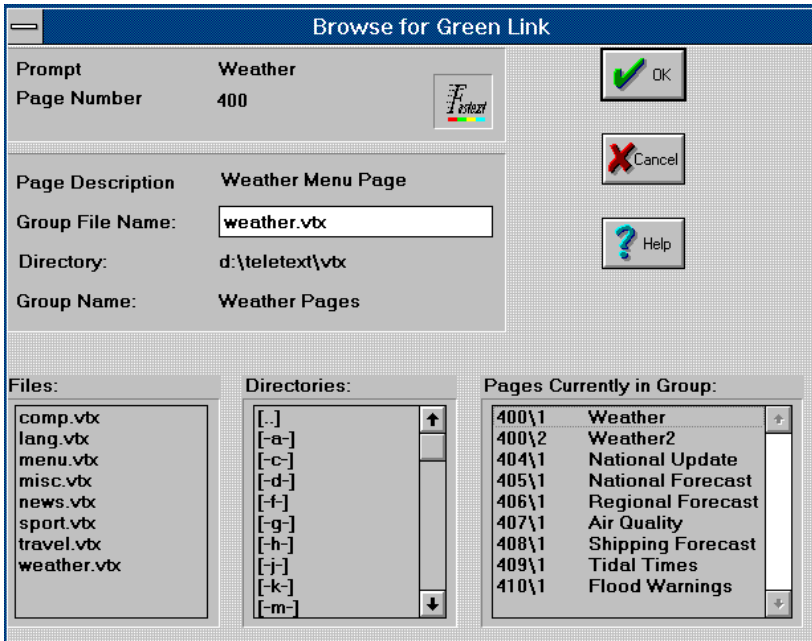 Browse for Green Link
Prompt Weather
Page Number 400
Fastext
OK
Cancel
Help
Page Description Weather Menu Page
Group File Name: weather.vtx
Directory: d:\teletext\vtx
Group Name: Weather Pages
Files:
comp.vtx
lang.vtx
menu.vtx
misc.vtx
news.vtx
sport.vtx
travel.vtx
weather.vtx
Directories:
[..]
[-a-]
[-c-]
[-d-]
[-f-]
[-g-]
[-h-]
[-j-]
[-k-]
[-m-]
Pages Currently in Group:
400\1 Weather
400\2 Weather2
404\1 National Update
405\1 National Forecast
406\1 Regional Forecast
407\1 Air Quality
408\1 Shipping Forecast
409\1 Tidal Times
410\1 Flood Warnings